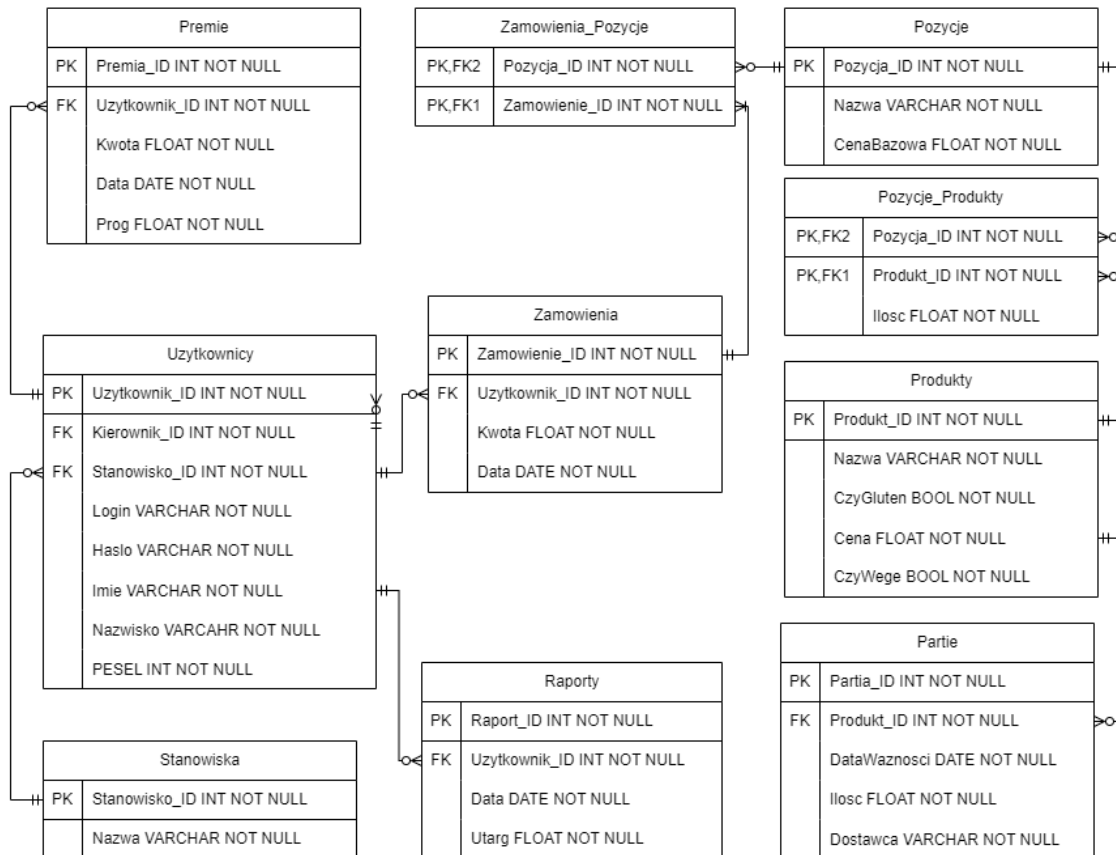 Premie
PK Premia_ID INT NOT NULL
FK Uzytkownik_ID INT NOT NULL
Kwota FLOAT NOT NULL
Data DATE NOT NULL
Prog FLOAT NOT NULL
Zamowienia_Pozycje
PK,FK2 Pozycja_ID INT NOT NULL
PK,FK1 Zamowienie_ID INT NOT NULL
Pozycje
PK Pozycja_ID INT NOT NULL
Nazwa VARCHAR NOT NULL
CenaBazowa FLOAT NOT NULL
Pozycje_Produkty
PK,FK2 Pozycja_ID INT NOT NULL
PK,FK1 Produkt_ID INT NOT NULL
Ilosc FLOAT NOT NULL
Uzytkownicy
PK Uzytkownik_ID INT NOT NULL
FK Kierownik_ID INT NOT NULL
FK Stanowisko_ID INT NOT NULL
Login VARCHAR NOT NULL
Haslo VARCHAR NOT NULL
Imie VARCHAR NOT NULL
Nazwisko VARCAHR NOT NULL
PESEL INT NOT NULL
Zamowienia
PK Zamowienie_ID INT NOT NULL
FK Uzytkownik_ID INT NOT NULL
Kwota FLOAT NOT NULL
Data DATE NOT NULL
Produkty
PK Produkt_ID INT NOT NULL
Nazwa VARCHAR NOT NULL
CzyGluten BOOL NOT NULL
Cena FLOAT NOT NULL
CzyWege BOOL NOT NULL
Stanowiska
PK Stanowisko_ID INT NOT NULL
Nazwa VARCHAR NOT NULL
Raporty
PK Raport_ID INT NOT NULL
FK Uzytkownik_ID INT NOT NULL
Data DATE NOT NULL
Utarg FLOAT NOT NULL
Partie
PK Partia_ID INT NOT NULL
FK Produkt_ID INT NOT NULL
DataWaznosci DATE NOT NULL
Ilosc FLOAT NOT NULL
Dostawca VARCHAR NOT NULL